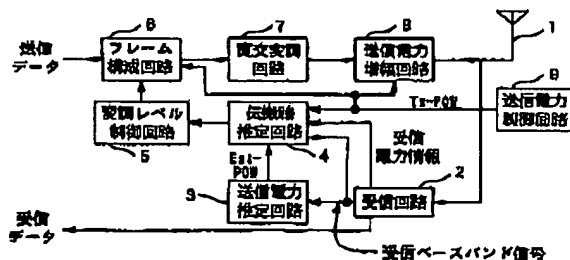 6
7
8
1
送信
データ
フレーム
構成回路
直交変調
回路
送信電力
増幅回路
9
Ts-POW
送信電力
制御回路
変調レベル
制御回路
5
伝搬路
推定回路
4
受信
電力情報
Est-
POW
2
3
送信電力
推定回路
受信回路
受信
データ
受信ベースバンド信号